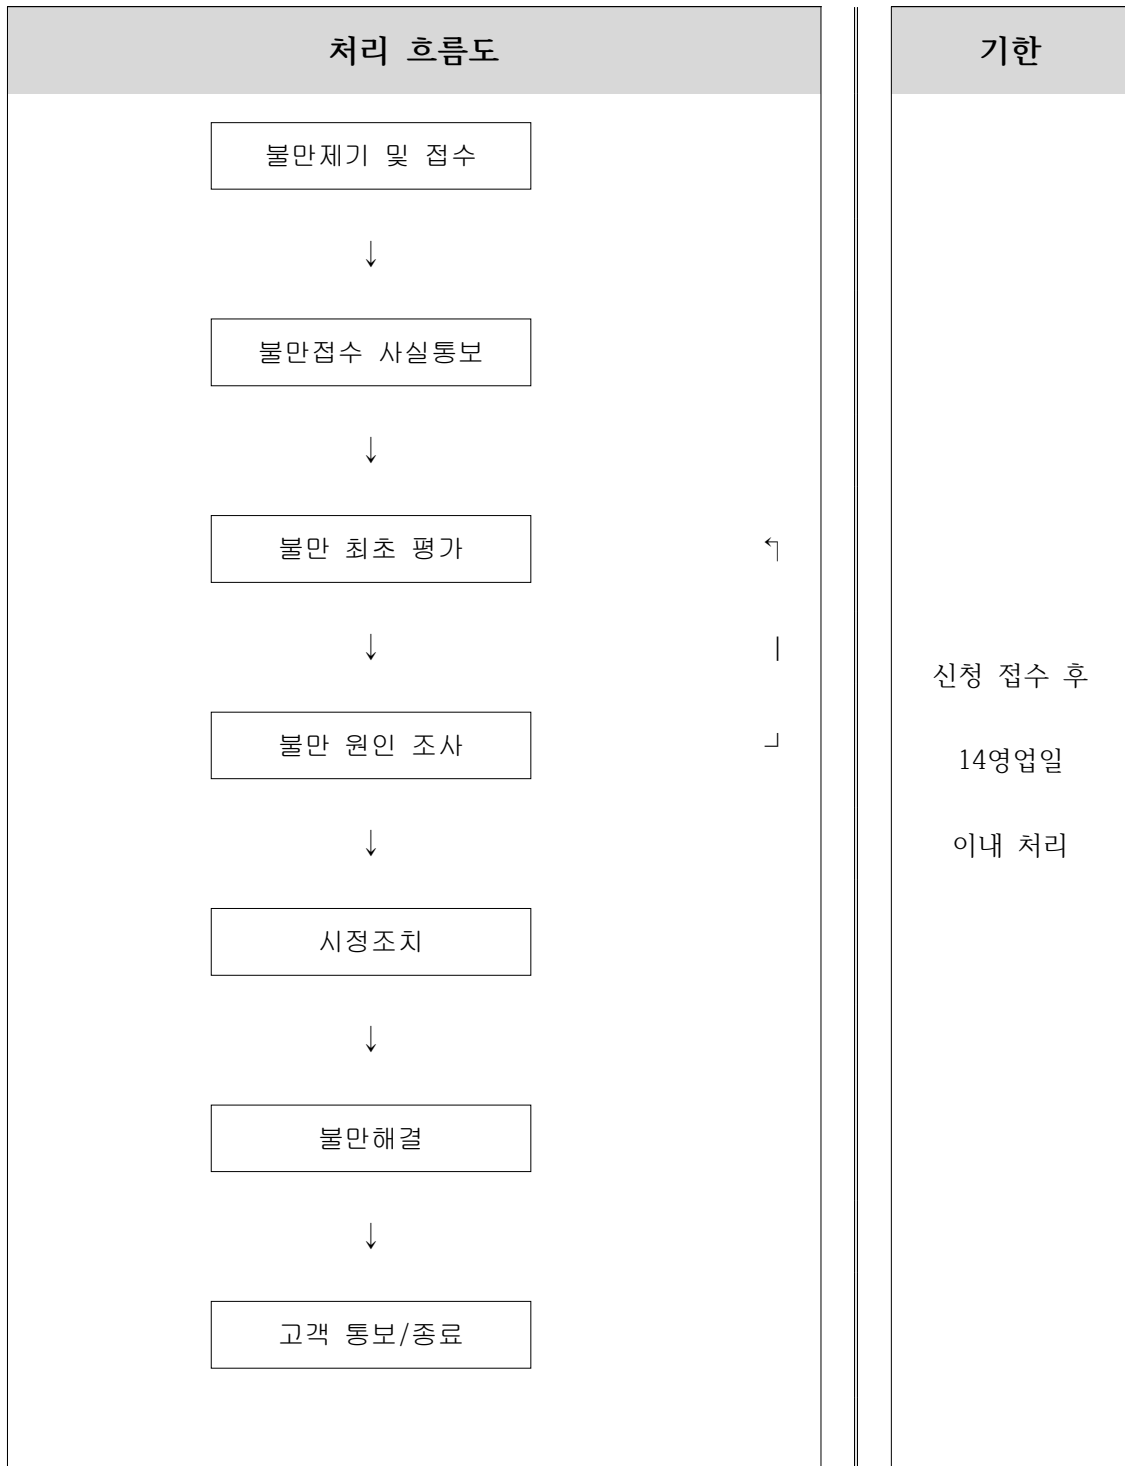 처리 흐름도
기한
불만제기 및 접수
↓
불만접수 사실통보
↓
불만 최초 평가
↓
불만 원인 조사
↓
시정조치
↓
불만해결
↓
고객 통보/종료
신청 접수 후
14영업일
이내 처리